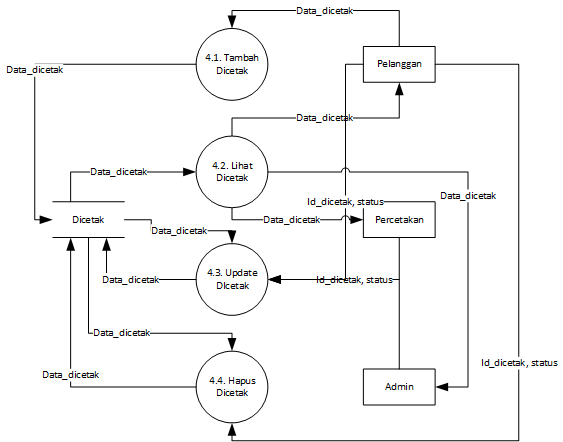 Data_dicetak
4.1. Tambah
Dicetak
Pelanggan
Data_dicetak
Data_dicetak
4.2. Lihat
Dicetak
Data_dicetak
Data_dicetak
Id_dicetak, status
Dicetak
Data_dicetak
Percetakan
Data_dicetak
4.3. Update
DIcetak
Data_dicetak
Id_dicetak, status
Data_dicetak
Id_dicetak, status
Data_dicetak
4.4. Hapus
Dicetak
Admin